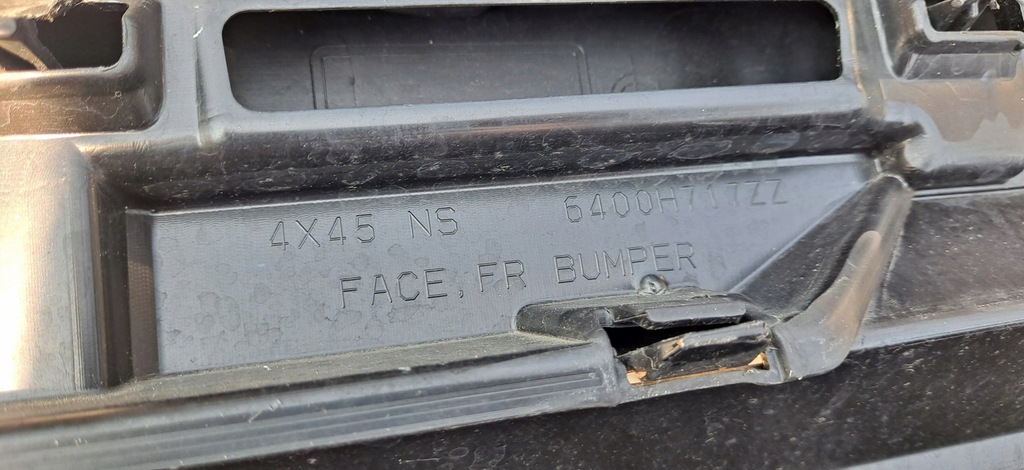 4X45 NS 6400H717ZZ
FACE, FR BUMPER